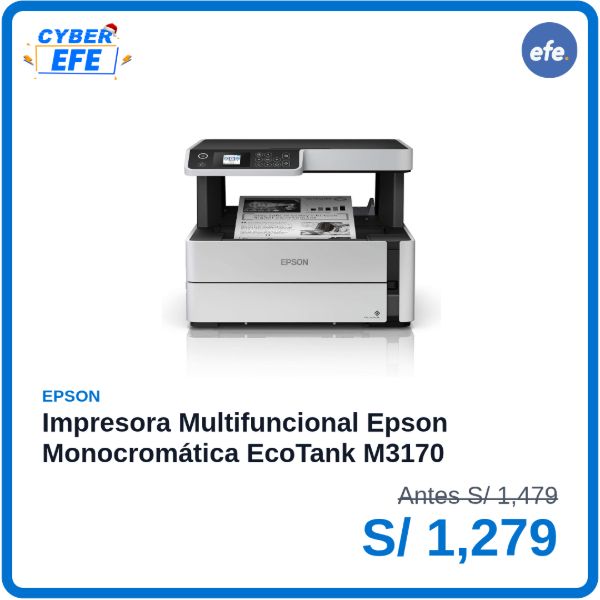 CYBER
EFE
efe.
EPSON
EPSON
Impresora Multifuncional Epson
Monocromática EcoTank M3170
Antes S/ 1,479
S/ 1,279